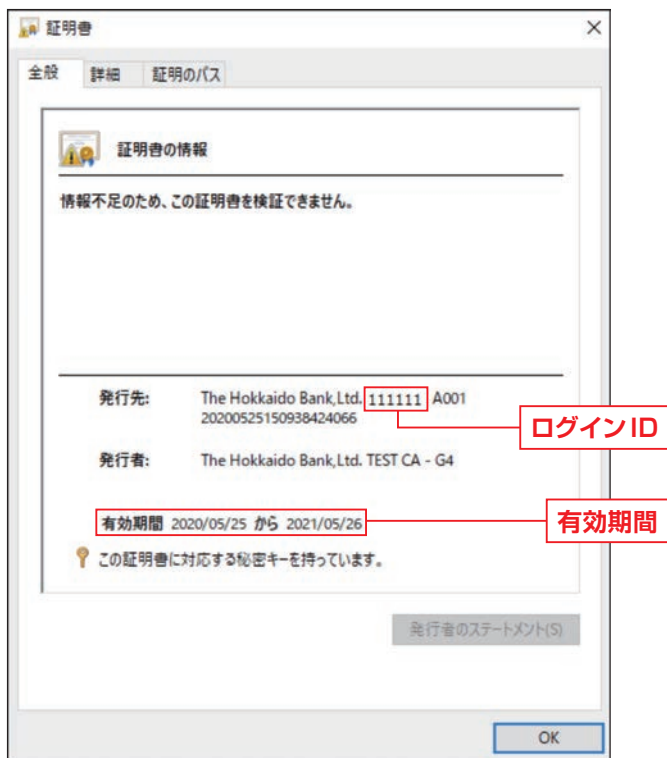 証明書
全般 詳細 証明のパス
証明書の情報
情報不足のため、この証明書を検証できません。
発行先: The Hokkaido Bank,Ltd. 111111 A001
20200525150938424066
ログインID
発行者: The Hokkaido Bank,Ltd. TEST CA - G4
有効期間 2020/05/25 から 2021/05/26
有効期間
この証明書に対応する秘密キーを持っています。
発行者のステートメント(S)
OK